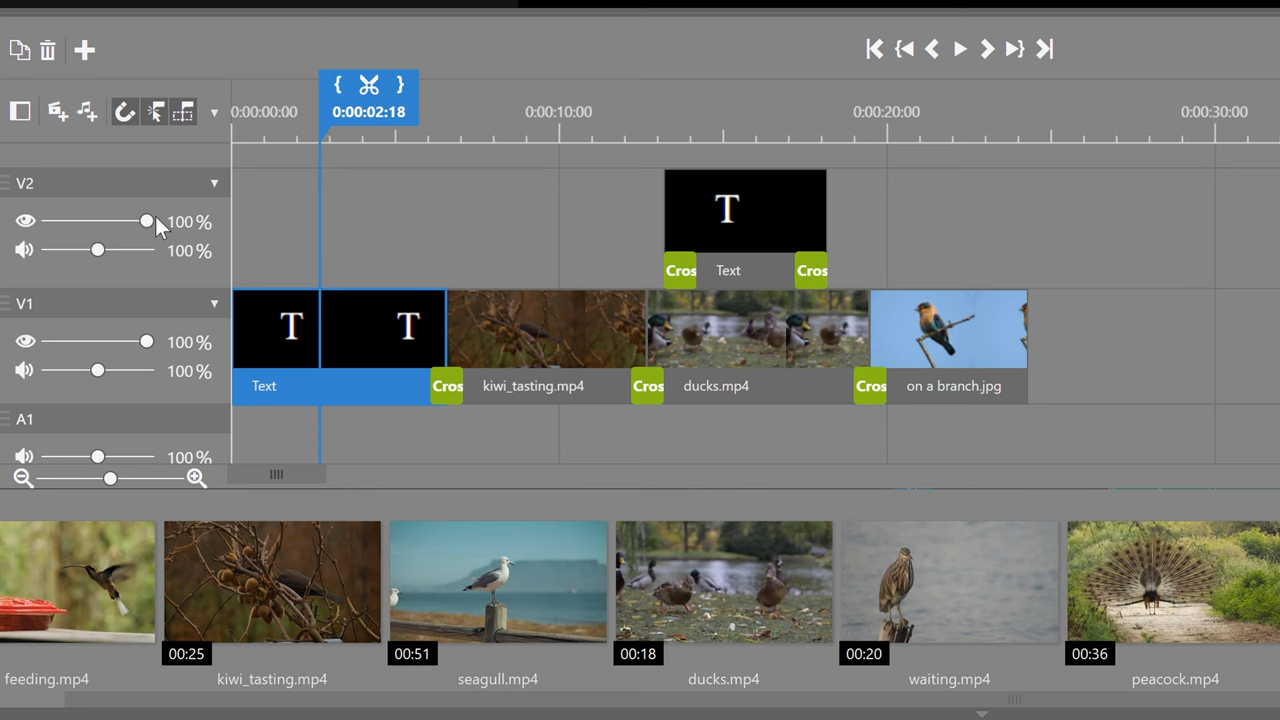 0:00:02:18
0:00:00:00
0:00:10:00
0:00:20:00
0:00:30:00
V2
100 %
100 %
T
Cros
Text
Cros
V1
100 %
100 %
T
T
Text
Cros
kiwi_tasting.mp4
Cros
ducks.mp4
Cros
on a branch.jpg
A1
100 %
00:25
00:51
00:18
00:20
00:36
feeding.mp4
kiwi_tasting.mp4
seagull.mp4
ducks.mp4
waiting.mp4
peacock.mp4